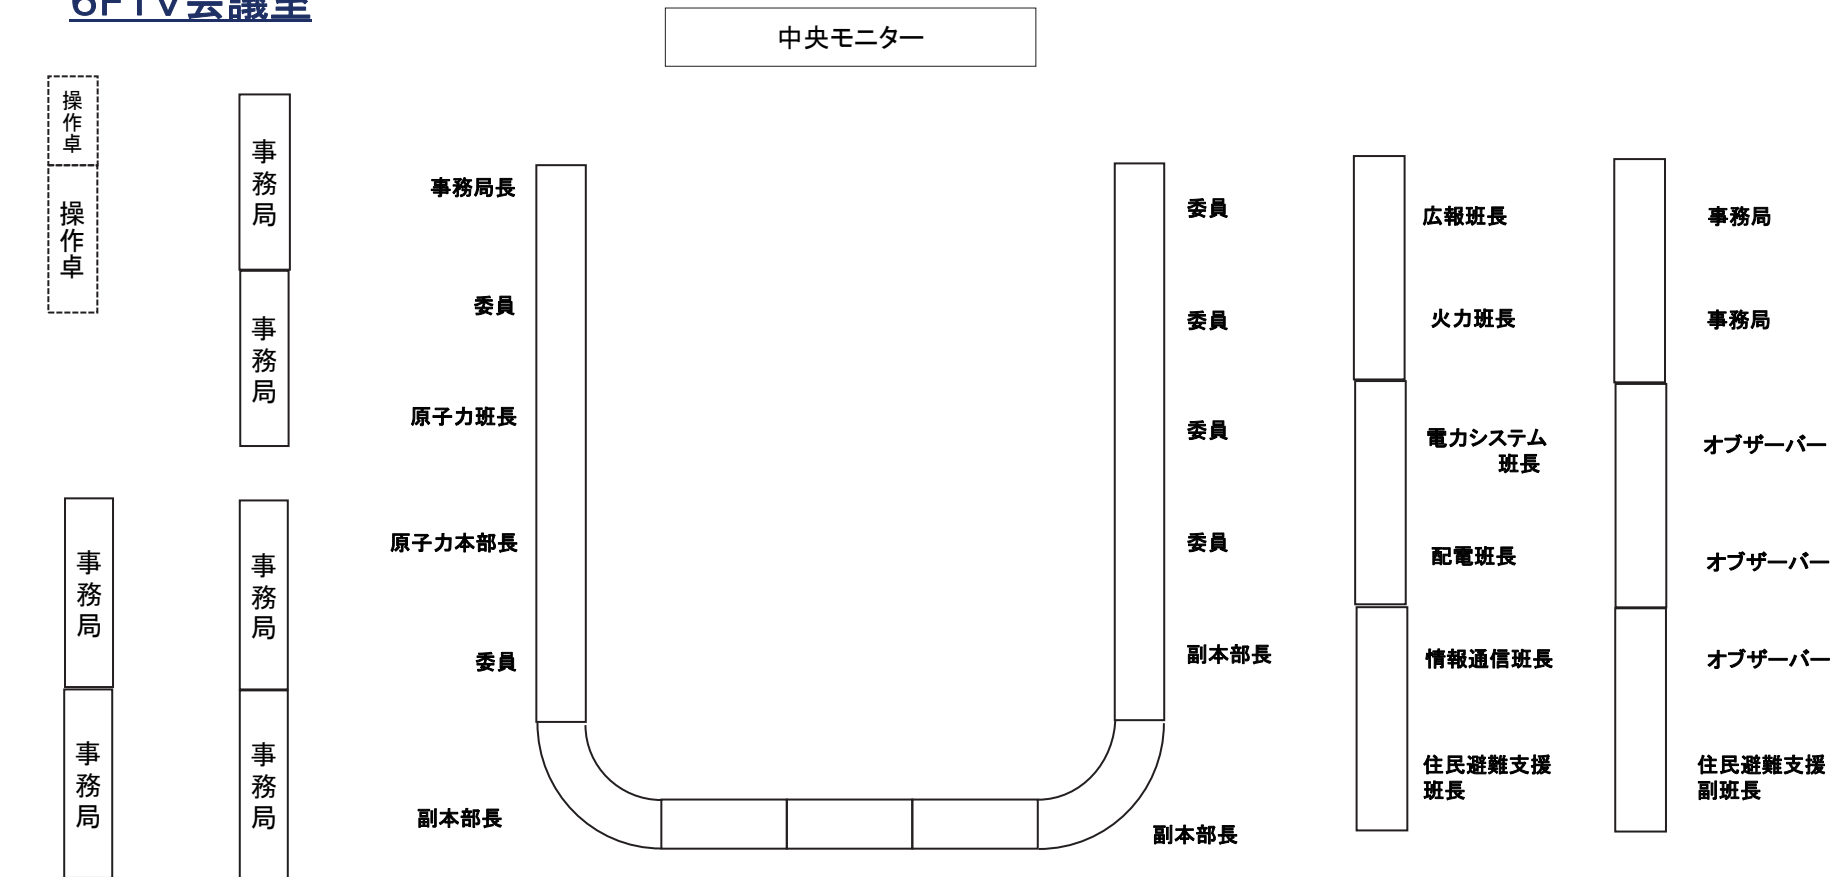 6F TV会議室
中央モニター
操作卓
操作卓
事務局
事務局
事務局
事務局
事務局
事務局
事務局長
委員
原子力班長
原子力本部長
委員
副本部長
委員
委員
委員
委員
副本部長
副本部長
広報班長
火力班長
電力システム
班長
配電班長
情報通信班長
住民避難支援
班長
事務局
事務局
オブザーバー
オブザーバー
オブザーバー
住民避難支援
副班長